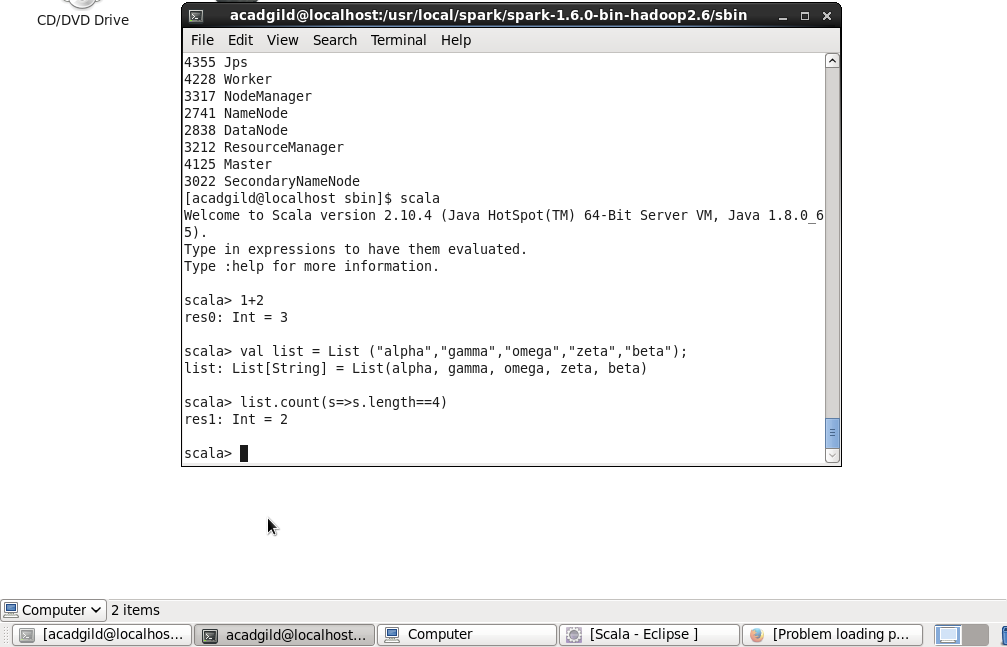 CD/DVD Drive
acadgild@localhost:/usr/local/spark/spark-1.6.0-bin-hadoop2.6/sbin
File Edit View Search Terminal Help
4355 Jps
4228 Worker
3317 NodeManager
2741 NameNode
2838 DataNode
3212 ResourceManager
4125 Master
3022 SecondaryNameNode
[acadgild@localhost sbin]$ scala
Welcome to Scala version 2.10.4 (Java HotSpot(TM) 64-Bit Server VM, Java 1.8.0_6
5).
Type in expressions to have them evaluated.
Type :help for more information.
scala> 1+2
res0: Int = 3
scala> val list = List ("alpha","gamma","omega","zeta","beta");
list: List[String] = List(alpha, gamma, omega, zeta, beta)
scala> list.count(s=>s.length==4)
res1: Int = 2
scala>
Computer 2 items
[acadgild@localhos... acadgild@localhost... Computer [Scala - Eclipse ] [Problem loading p...